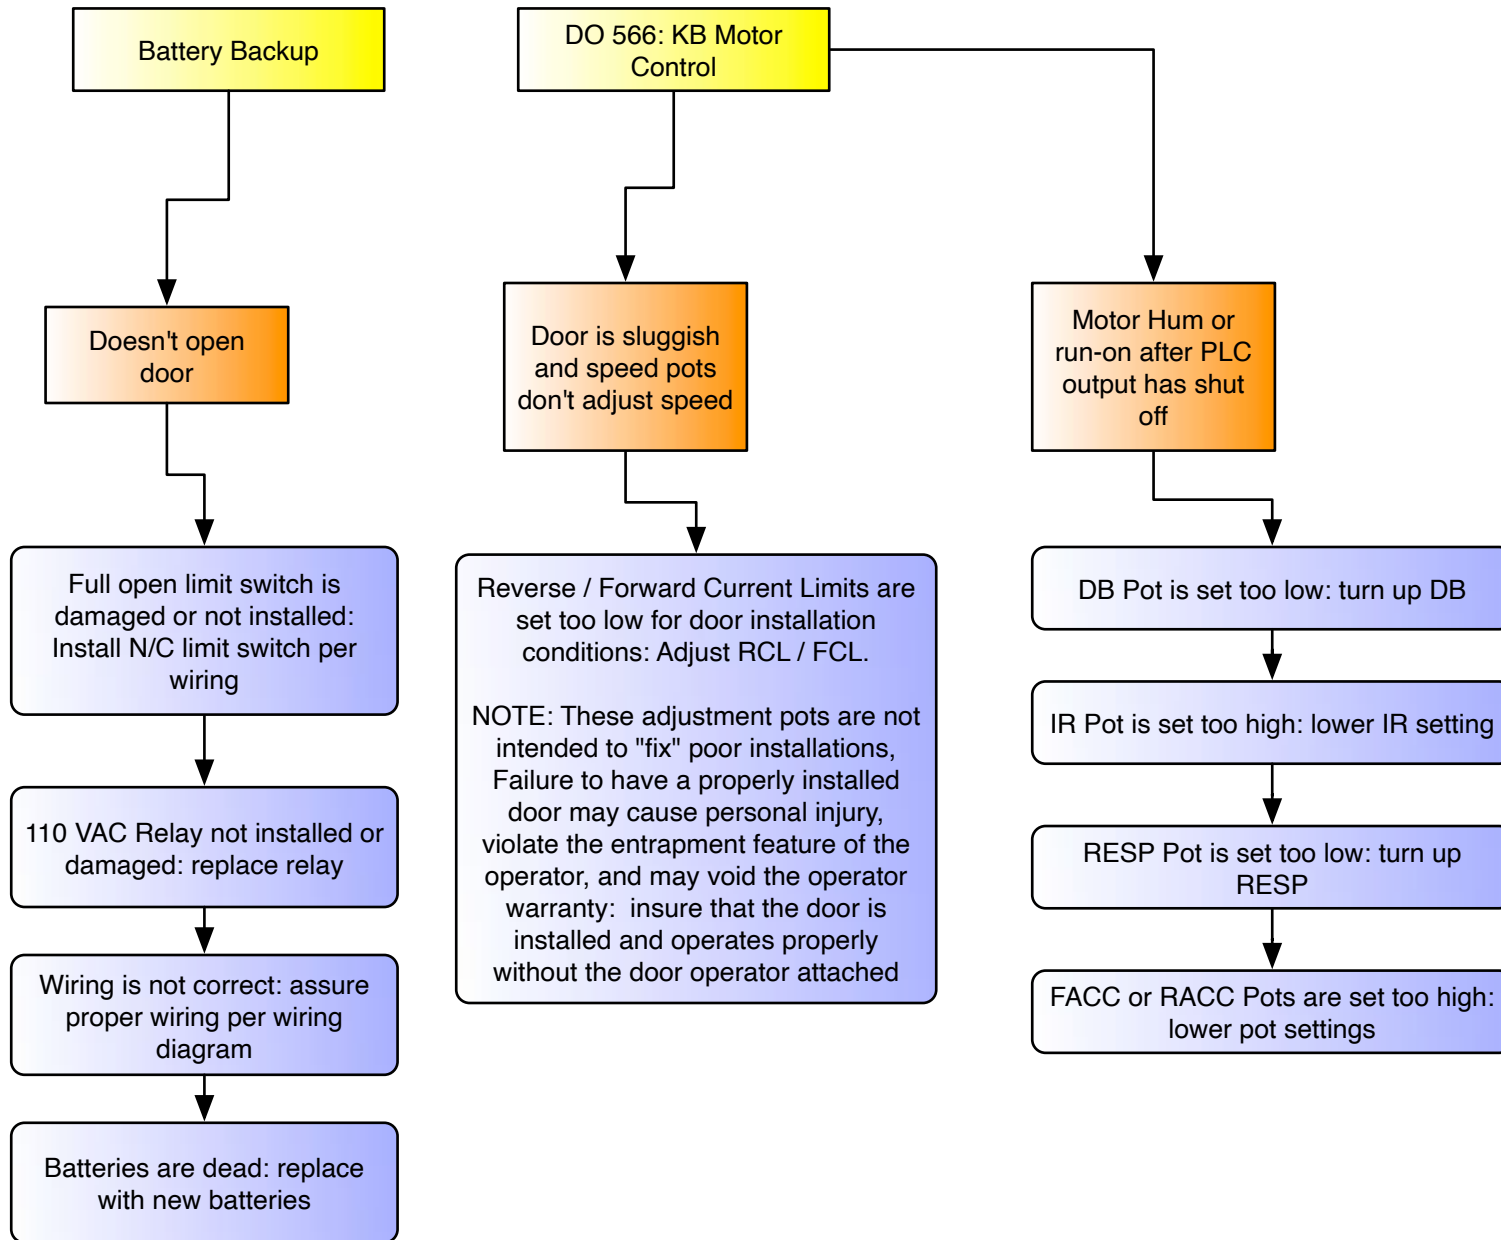 Battery Backup
DO 566: KB Motor
Control
Doesn't open
door
Door is sluggish
and speed pots
don't adjust speed
Motor Hum or
run-on after PLC
output has shut
off
Full open limit switch is
damaged or not installed:
Install N/C limit switch per
wiring
110 VAC Relay not installed or
damaged: replace relay
Wiring is not correct: assure
proper wiring per wiring
diagram
Batteries are dead: replace
with new batteries
Reverse / Forward Current Limits are
set too low for door installation
conditions: Adjust RCL / FCL.
NOTE: These adjustment pots are not
intended to "fix" poor installations,
Failure to have a properly installed
door may cause personal injury,
violate the entrapment feature of the
operator, and may void the operator
warranty:  insure that the door is
installed and operates properly
without the door operator attached
DB Pot is set too low: turn up DB
IR Pot is set too high: lower IR setting
RESP Pot is set too low: turn up
RESP
FACC or RACC Pots are set too high:
lower pot settings